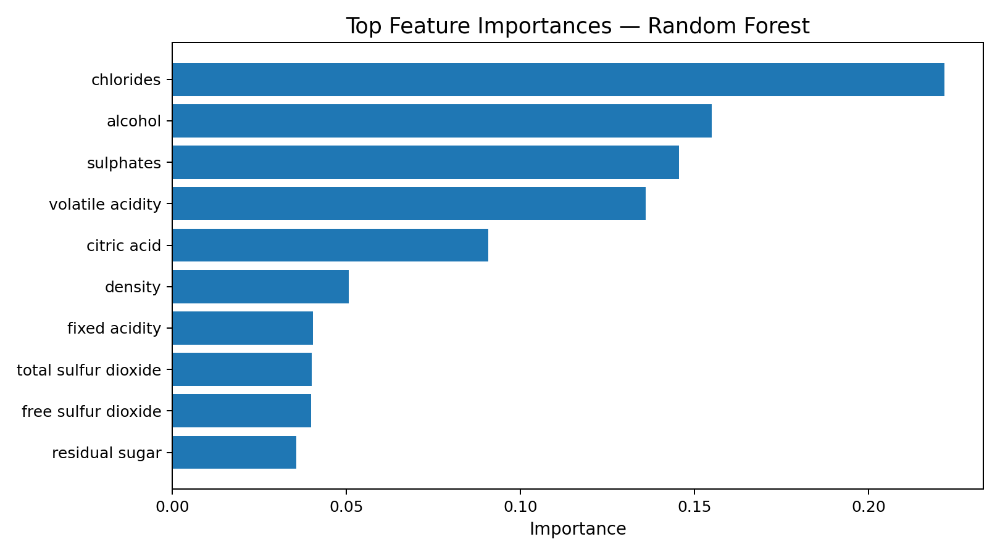 Top Feature Importances — Random Forest
chlorides
alcohol
sulphates
volatile acidity
citric acid
density
fixed acidity
total sulfur dioxide
free sulfur dioxide
residual sugar
0.00 0.05 0.10 0.15 0.20
Importance